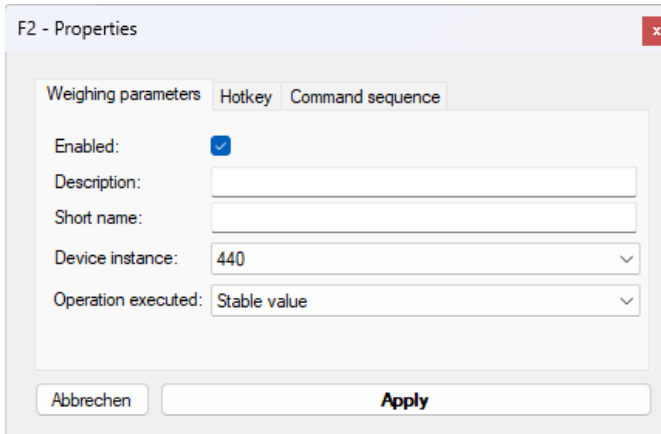 F2 - Properties
x
Weighing parameters Hotkey Command sequence
Enabled:
Description:
Short name:
Device instance: 440
Operation executed: Stable value
Abbrechen Apply